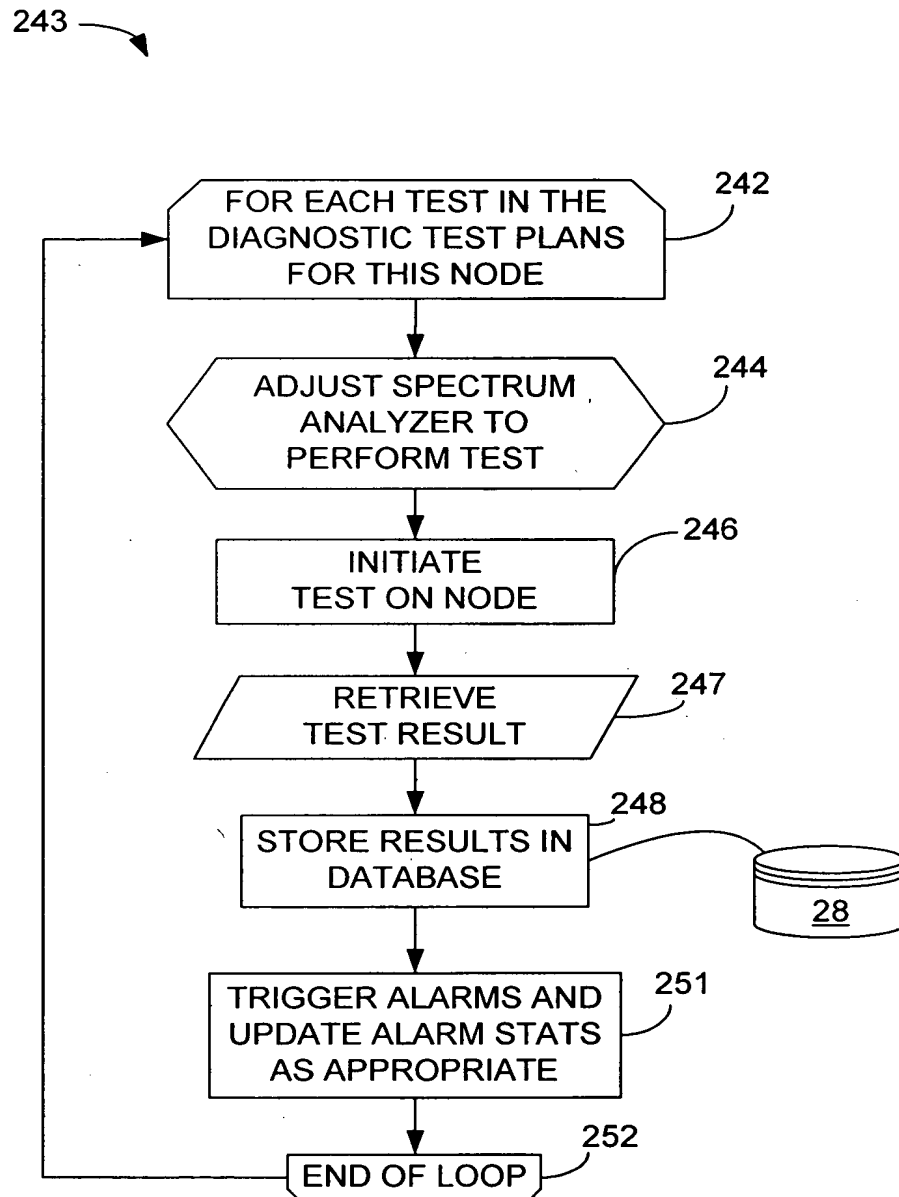 243
FOR EACH TEST IN THE
DIAGNOSTIC TEST PLANS
FOR THIS NODE
242
ADJUST SPECTRUM
ANALYZER TO
PERFORM TEST
244
INITIATE
TEST ON NODE
246
RETRIEVE
TEST RESULT
247
STORE RESULTS IN
DATABASE
248
28
TRIGGER ALARMS AND
UPDATE ALARM STATS
AS APPROPRIATE
251
END OF LOOP
252